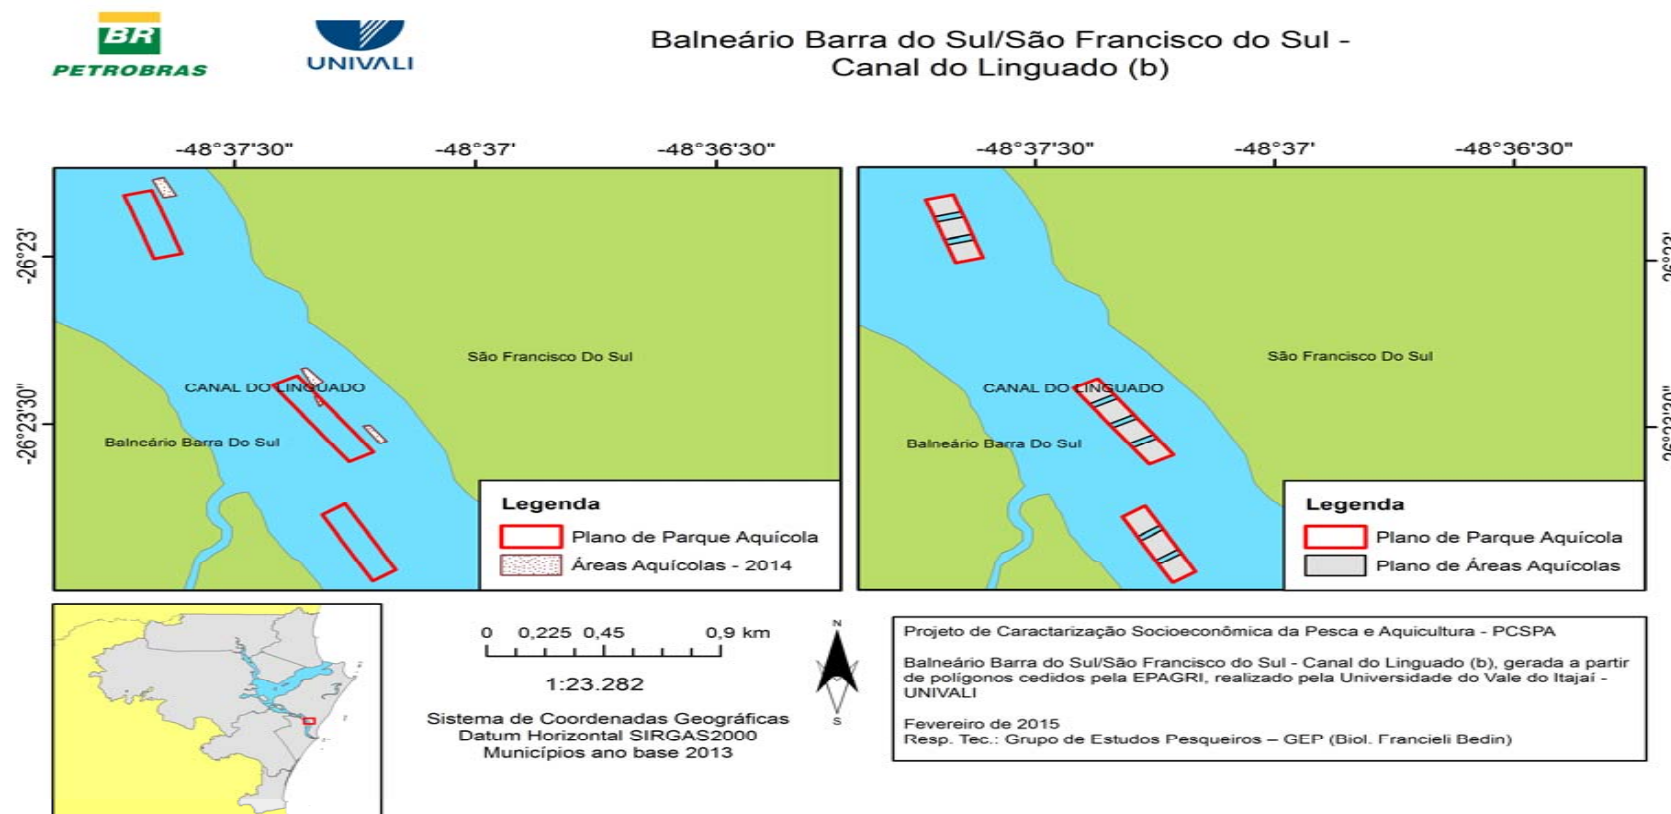 BR
PETROBRAS
UNIVALI
Balneário Barra do Sul/São Francisco do Sul -
Canal do Linguado (b)
-48°37'30" -48°37' -48°36'30"
-26°23'
-26°23'30"
São Francisco Do Sul
CANAL DO LINGUADO
Balneário Barra Do Sul
Legenda
Plano de Parque Aquícola
Áreas Aquícolas - 2014
-48°37'30" -48°37' -48°36'30"
São Francisco Do Sul
CANAL DO LINGUADO
Balneário Barra Do Sul
Legenda
Plano de Parque Aquícola
Plano de Áreas Aquícolas
0 0,225 0,45 0,9 km
1:23.282
Sistema de Coordenadas Geográficas
Datum Horizontal SIRGAS2000
Municípios ano base 2013
N
S
Projeto de Caractarização Socioeconômica da Pesca e Aquicultura - PCSPA
Balneário Barra do Sul/São Francisco do Sul - Canal do Linguado (b), gerada a partir
de polígonos cedidos pela EPAGRI, realizado pela Universidade do Vale do Itajaí -
UNIVALI
Fevereiro de 2015
Resp. Tec.: Grupo de Estudos Pesqueiros – GEP (Biol. Francieli Bedin)